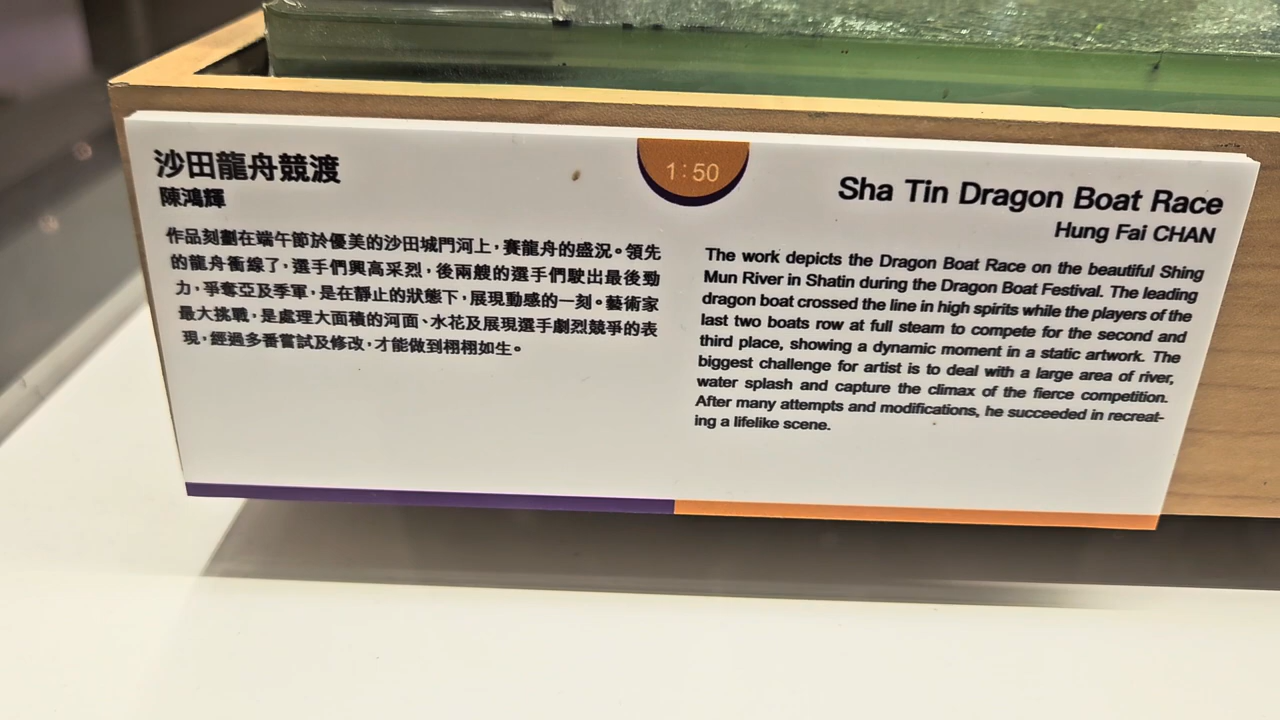 沙田龍舟競渡
陳鴻輝
作品刻劃在端午節於優美的沙田城門河上，賽龍舟的盛況。領先
的龍舟衝線了，選手們興高采烈，後兩艘的選手們駛出最後勁
力，爭奪亞及季軍，是在靜止的狀態下，展現動感的一刻。藝術家
最大挑戰，是處理大面積的河面、水花及展現選手劇烈競爭的表
現，經過多番嘗試及修改，才能做到栩栩如生。
1:50
Sha Tin Dragon Boat Race
Hung Fai CHAN
The work depicts the Dragon Boat Race on the beautiful Shing
Mun River in Shatin during the Dragon Boat Festival. The leading
dragon boat crossed the line in high spirits while the players of the
last two boats row at full steam to compete for the second and
third place, showing a dynamic moment in a static artwork. The
biggest challenge for artist is to deal with a large area of river,
water splash and capture the climax of the fierce competition.
After many attempts and modifications, he succeeded in recreat-
ing a lifelike scene.